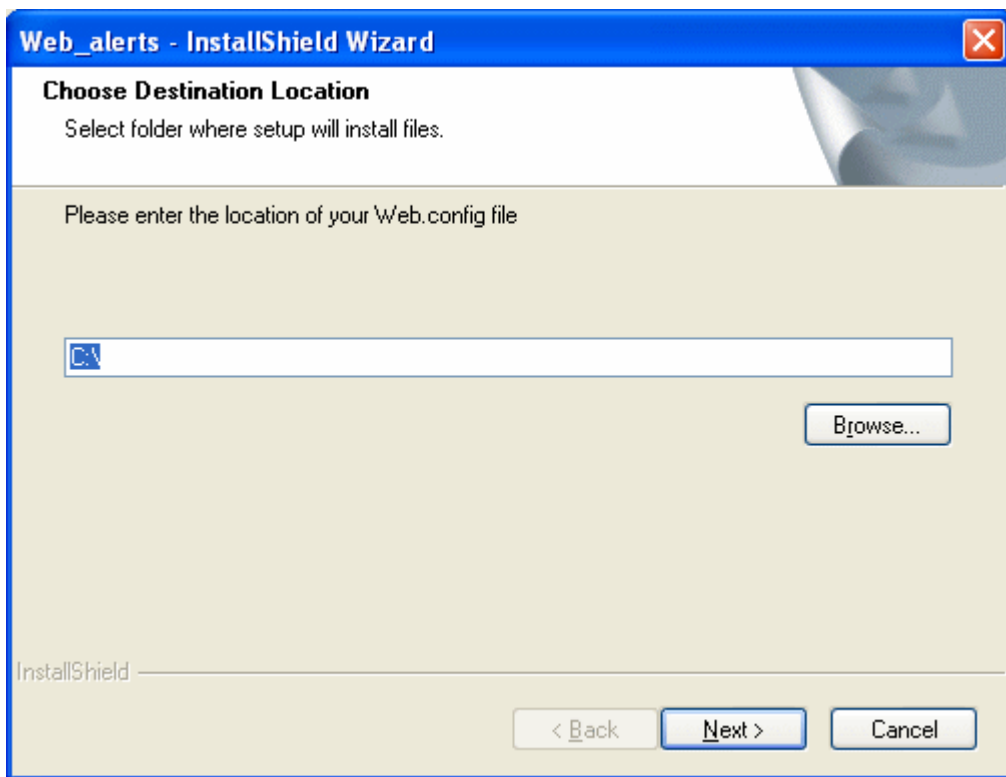 Web_alerts - InstallShield Wizard
Choose Destination Location
Select folder where setup will install files.
Please enter the location of your Web.config file
C:\
Browse...
InstallShield
< Back Next > Cancel